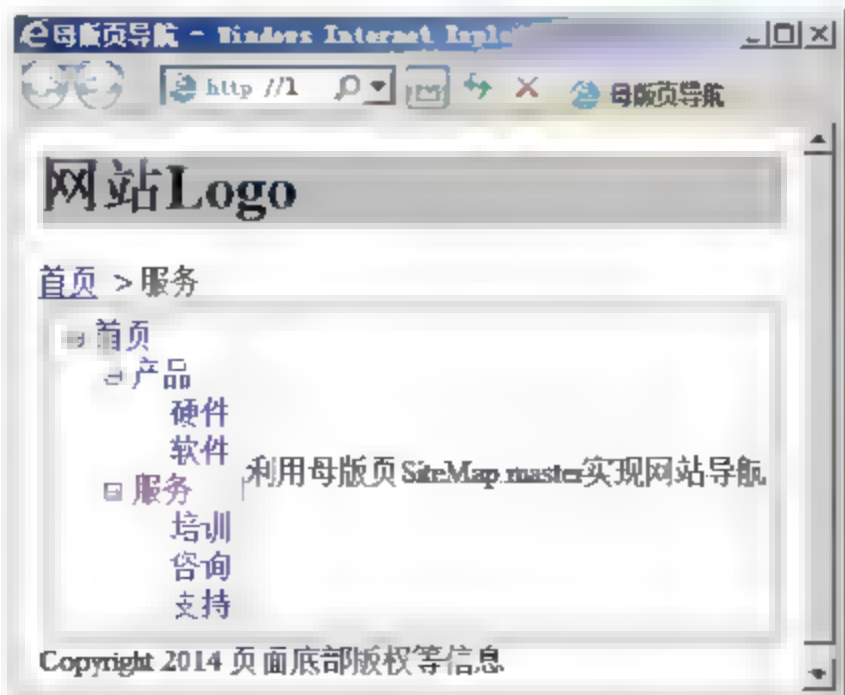 母版页导航 - Windows Internet Explo
http //1
母版页导航
网站Logo
首页 > 服务
首页
产品
硬件
软件
服务
利用母版页SiteMap.master实现网站导航
培训
咨询
支持
Copyright 2014 页面底部版权等信息